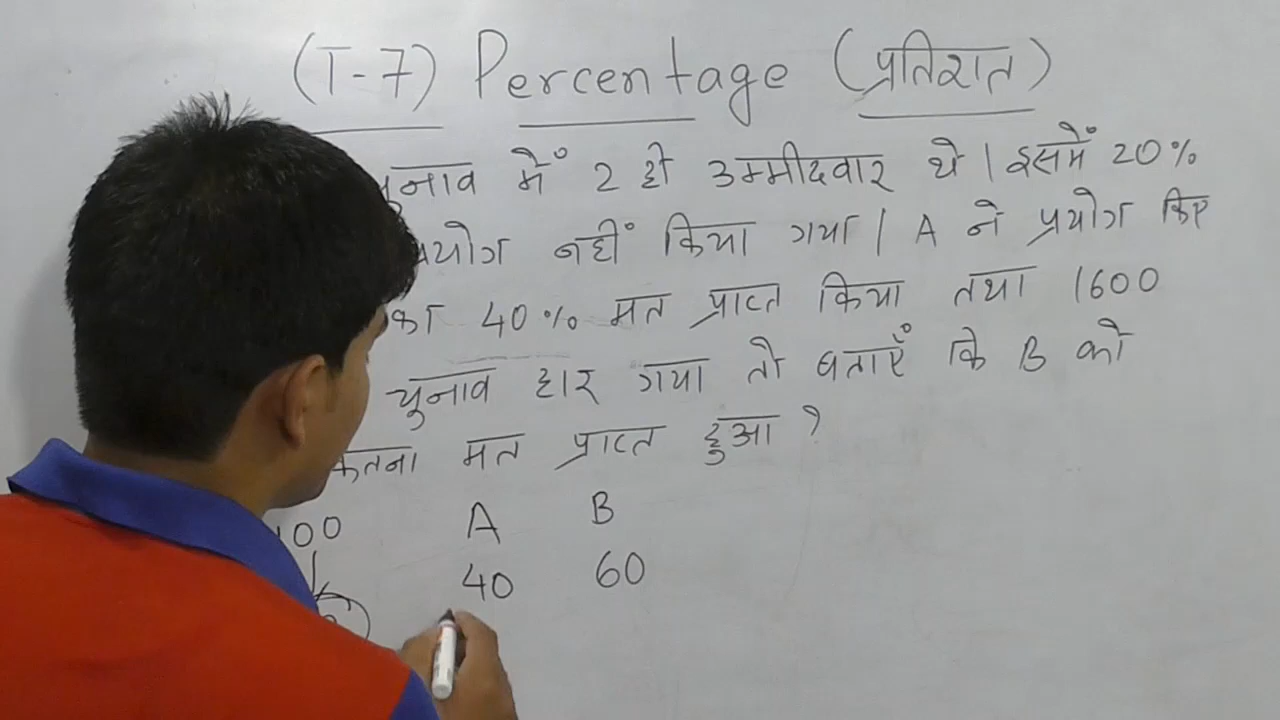 (T-7) Percentage (प्रतिशत)
चुनाव में 2 ही उम्मीदवार थे | इसमें 20%
प्रयोग नहीं किया गया | A ने प्रयोग किए
का 40% मत प्राप्त किया तथा 1600
चुनाव हार गया तो बताएँ कि B को
कितना मत प्राप्त हुआ ?
100 A B
40 60